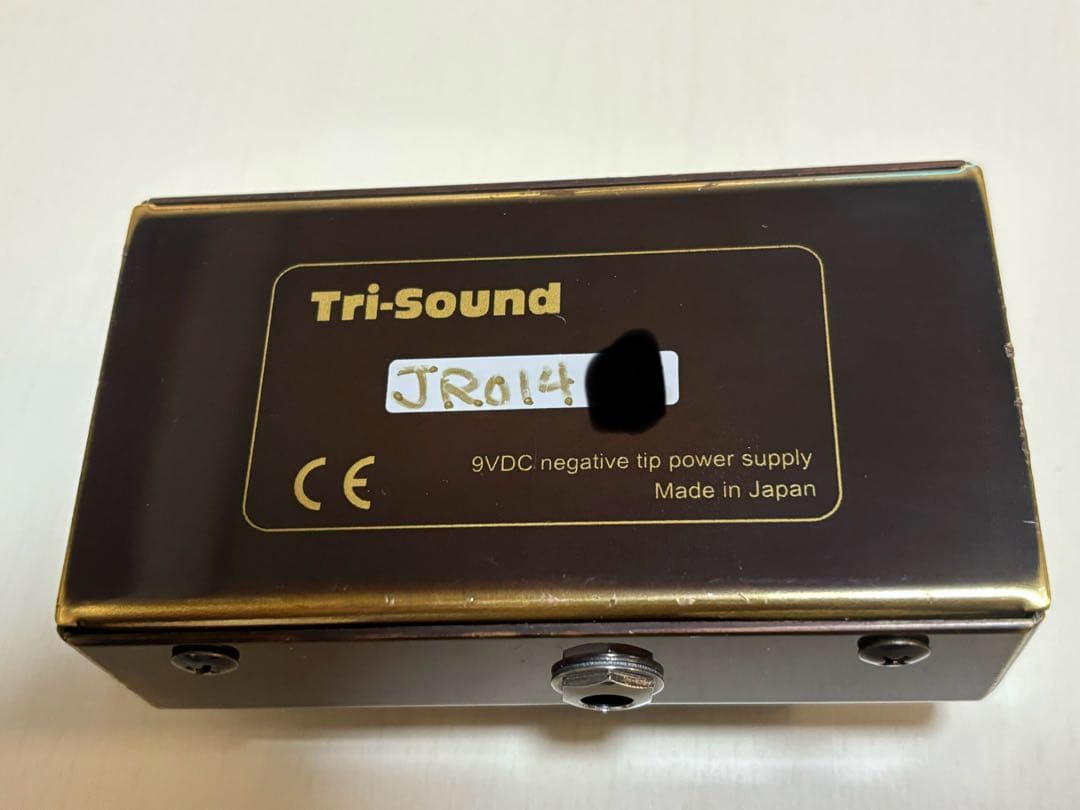 Tri-Sound
JR014
CE
9VDC negative tip power supply
Made in Japan